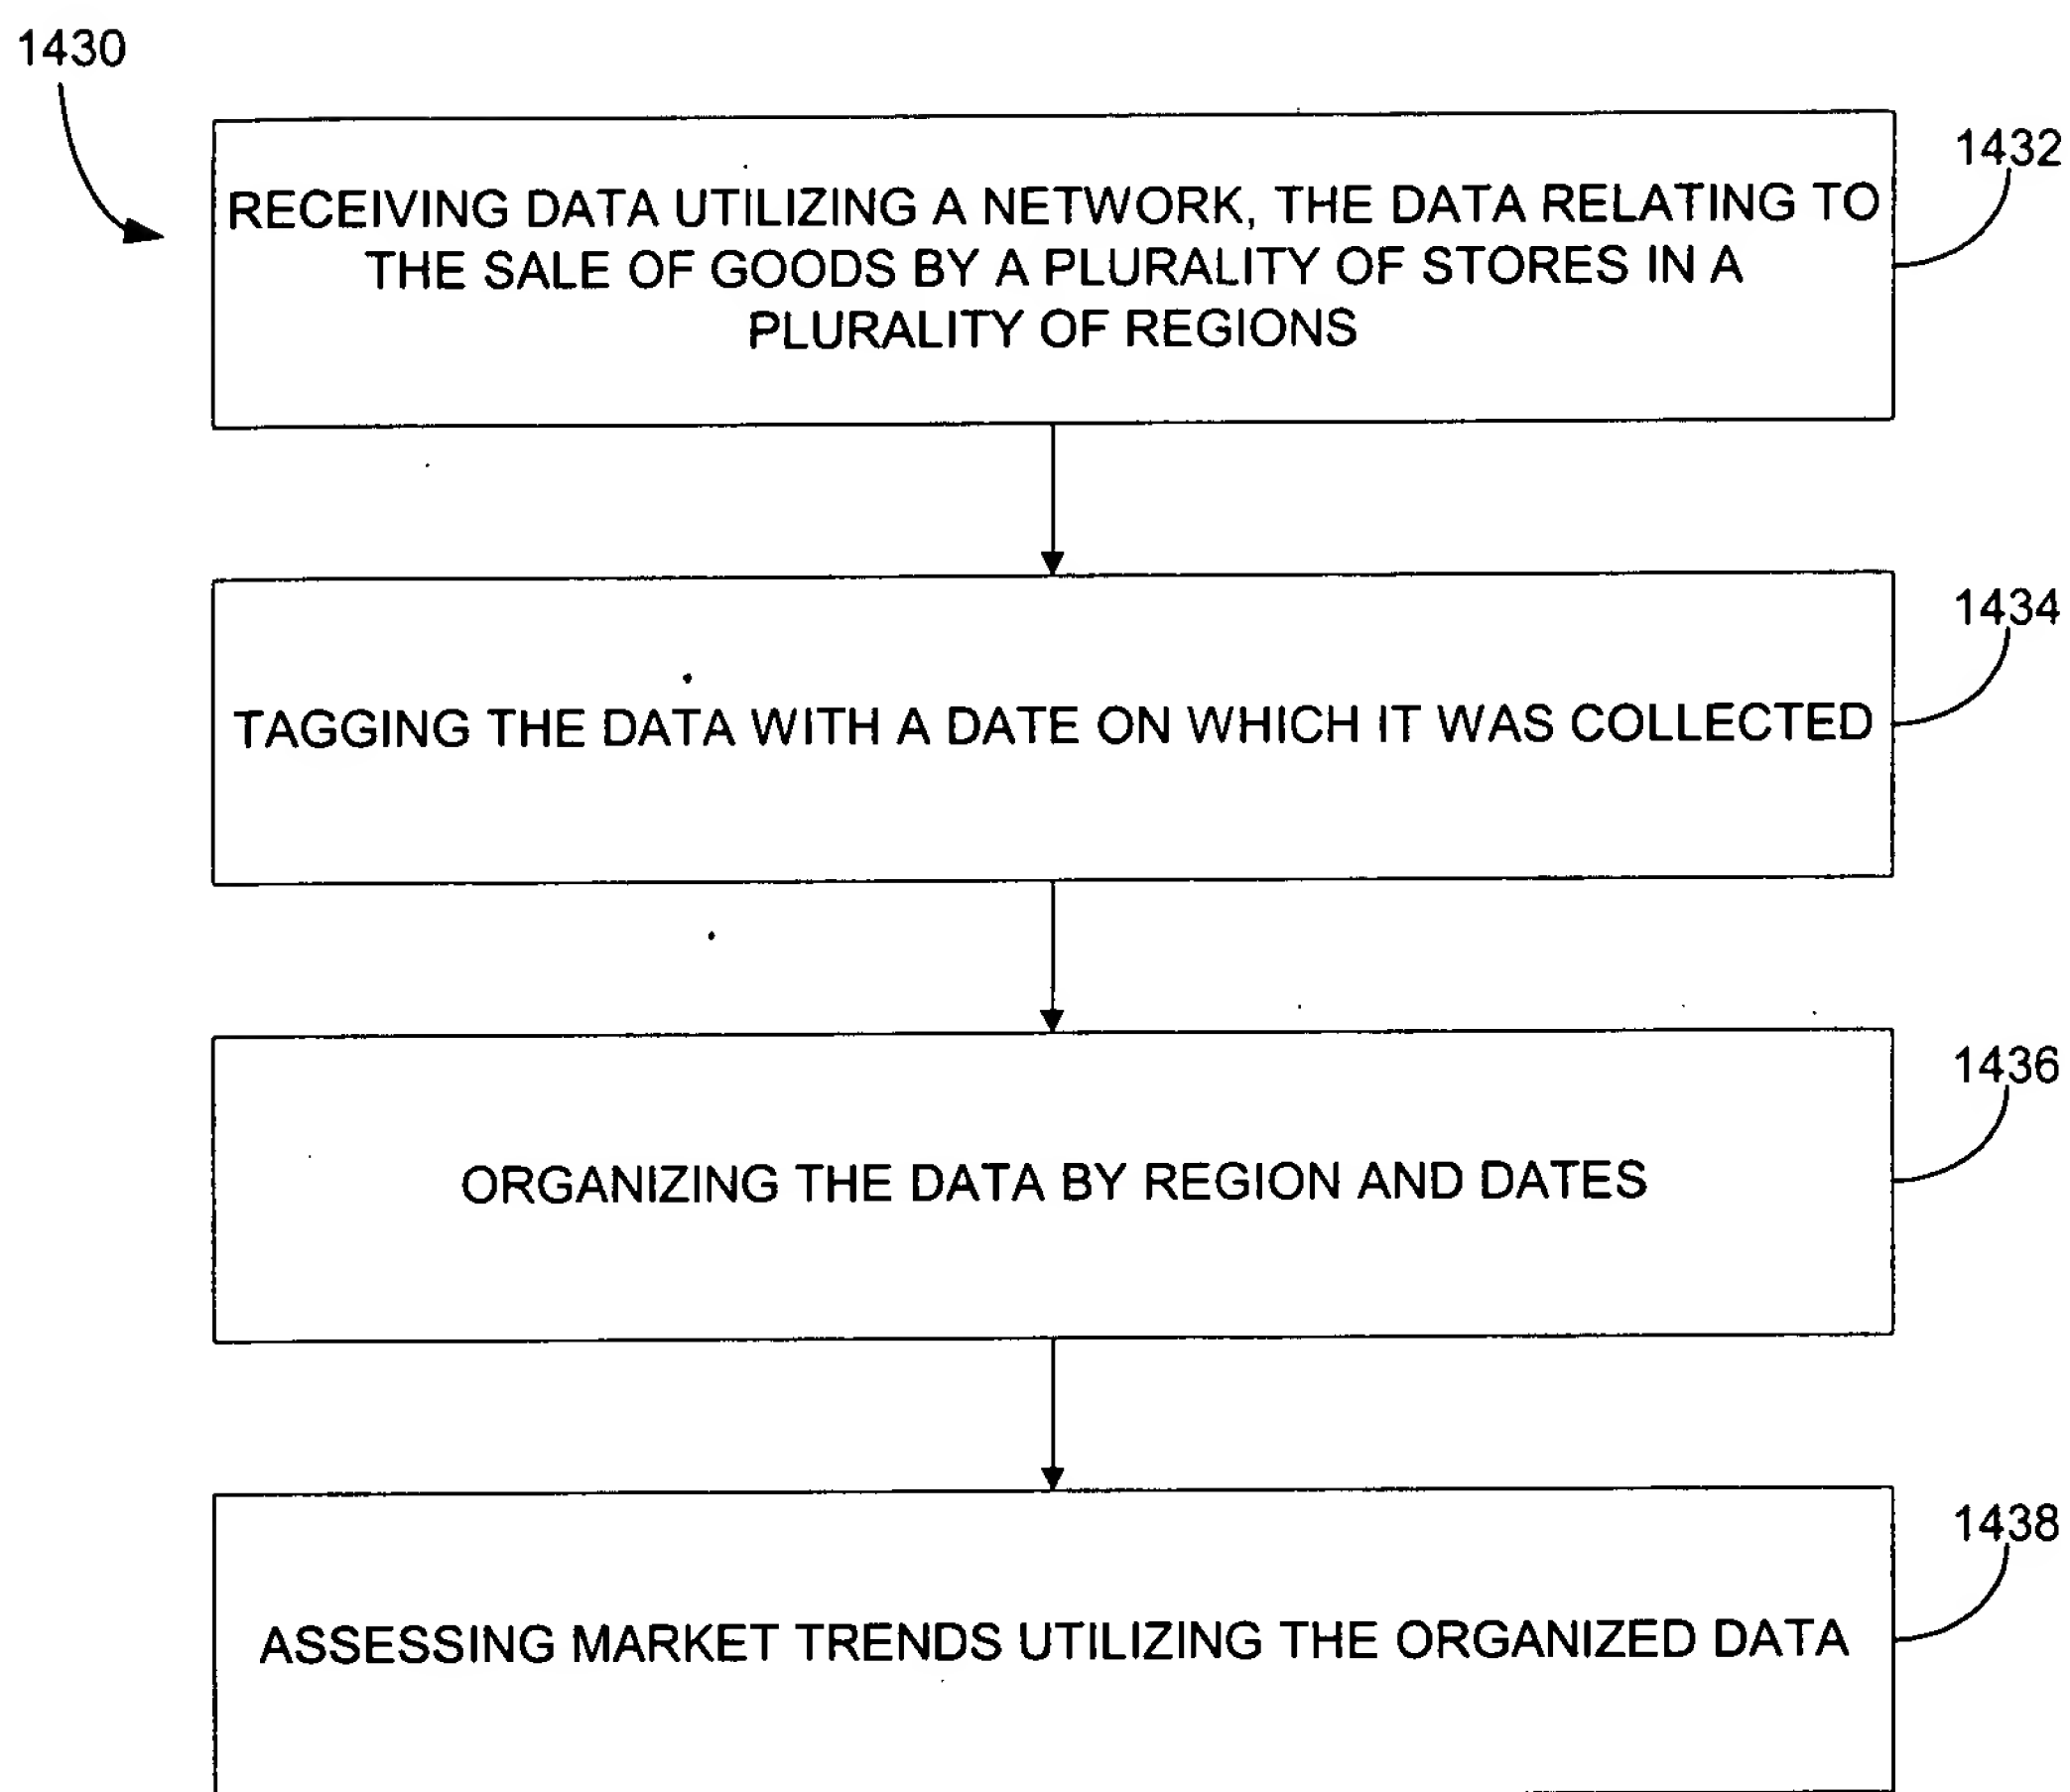 1430
1432
RECEIVING DATA UTILIZING A NETWORK, THE DATA RELATING TO
THE SALE OF GOODS BY A PLURALITY OF STORES IN A
PLURALITY OF REGIONS
1434
TAGGING THE DATA WITH A DATE ON WHICH IT WAS COLLECTED
1436
ORGANIZING THE DATA BY REGION AND DATES
1438
ASSESSING MARKET TRENDS UTILIZING THE ORGANIZED DATA